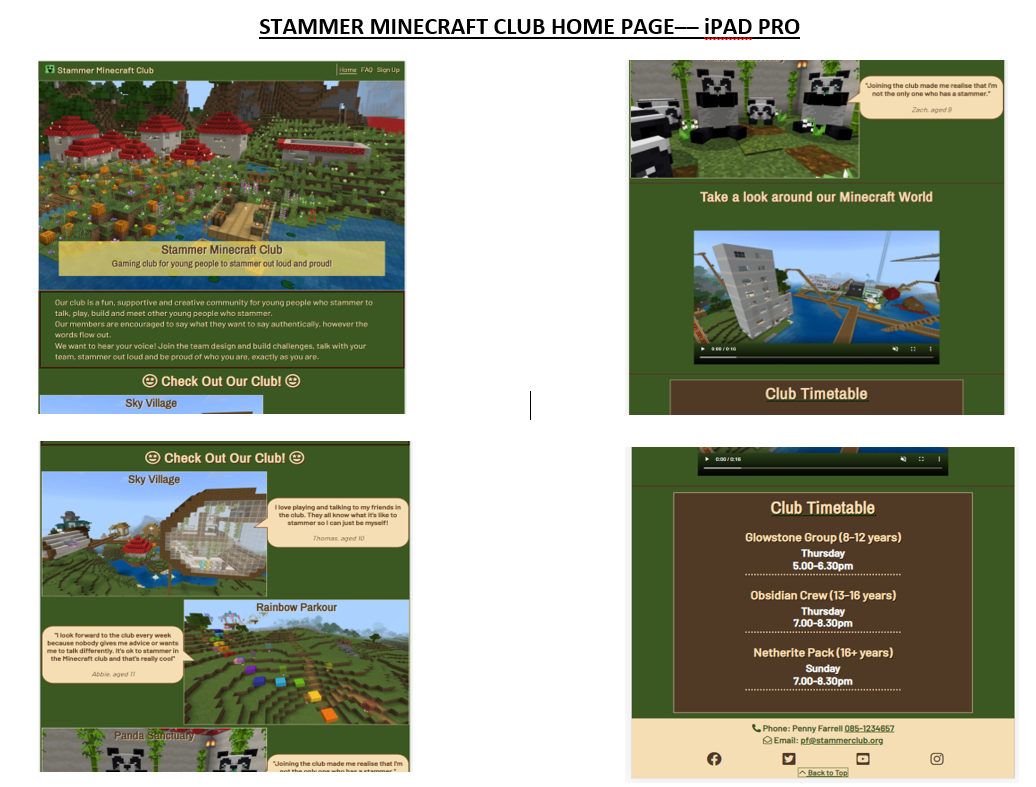 STAMMER MINECRAFT CLUB HOME PAGE— iPAD PRO
Stammer Minecraft Club
Home FAQ Sign Up
Stammer Minecraft Club
Gaming club for young people to stammer out loud and proud!
Our club is a fun, supportive and creative community for young people who stammer to
talk, play, build and meet other young people who stammer.
Our members are encouraged to say what they want to say authentically, however the
words flow out.
We want to hear your voice! Join the team design and build challenges, talk with your
team, stammer out loud and be proud of who you are, exactly as you are.
Check Out Our Club!
Sky Village
Check Out Our Club!
Sky Village
I love playing and talking to my friends in
the club. They all know what it's like to
stammer so I can just be myself!
Thomas, aged 10
Rainbow Parkour
"I look forward to the club every week
because nobody gives me advice or wants
me to talk differently. It's ok to stammer in
the Minecraft club and that's really cool"
Abbie, aged 11
Panda Sanctuary
"Joining the club made me realise that I'm
not the only one who has a stammer."
"Joining the club made me realise that I'm
not the only one who has a stammer."
Zach, aged 9
Take a look around our Minecraft World
0:00 / 0:16
Club Timetable
0:00 / 0:16
Club Timetable
Glowstone Group (8-12 years)
Thursday
5.00-6.30pm
Obsidian Crew (13-16 years)
Thursday
7.00-8.30pm
Netherite Pack (16+ years)
Sunday
7.00-8.30pm
Phone: Penny Farrell 085-1234567
Email: pf@stammerclub.org
Back to Top